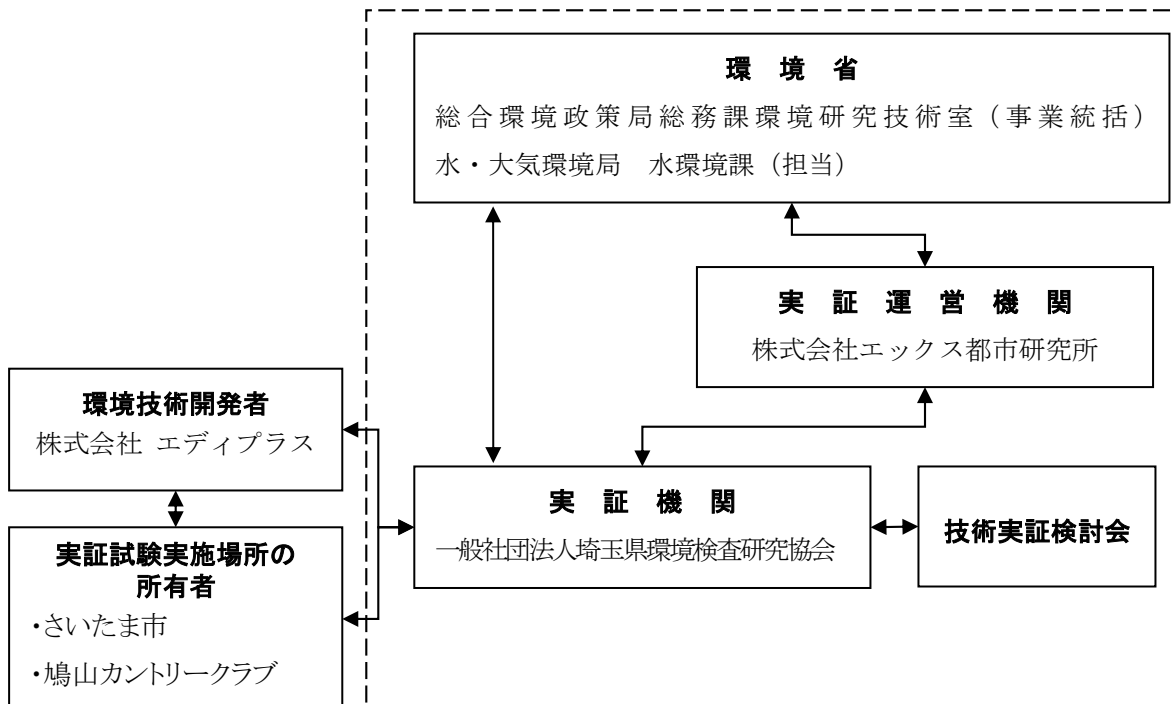 環 境 省
総合環境政策局総務課環境研究技術室（事業統括）
水・大気環境局　水環境課（担当）
実 証 運 営 機 関
株式会社エックス都市研究所
環境技術開発者
株式会社 エディプラス
実 証 機 関
一般社団法人埼玉県環境検査研究協会
技術実証検討会
実証試験実施場所の
所有者
・さいたま市
・鳩山カントリークラブ